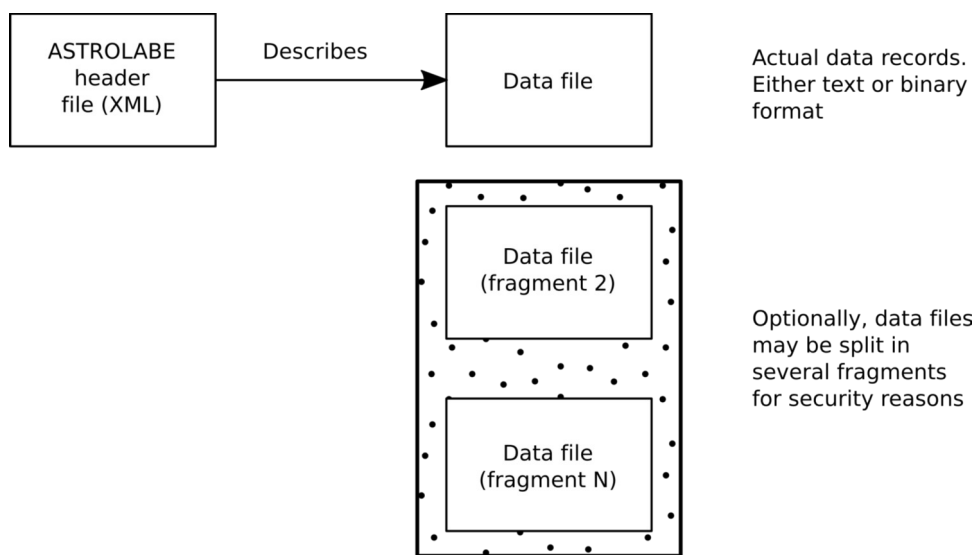 ASTROLABE
header
file (XML)
Describes
Data file
Actual data records.
Either text or binary
format
Data file
(fragment 2)
Optionally, data files
may be split in
several fragments
for security reasons
Data file
(fragment N)